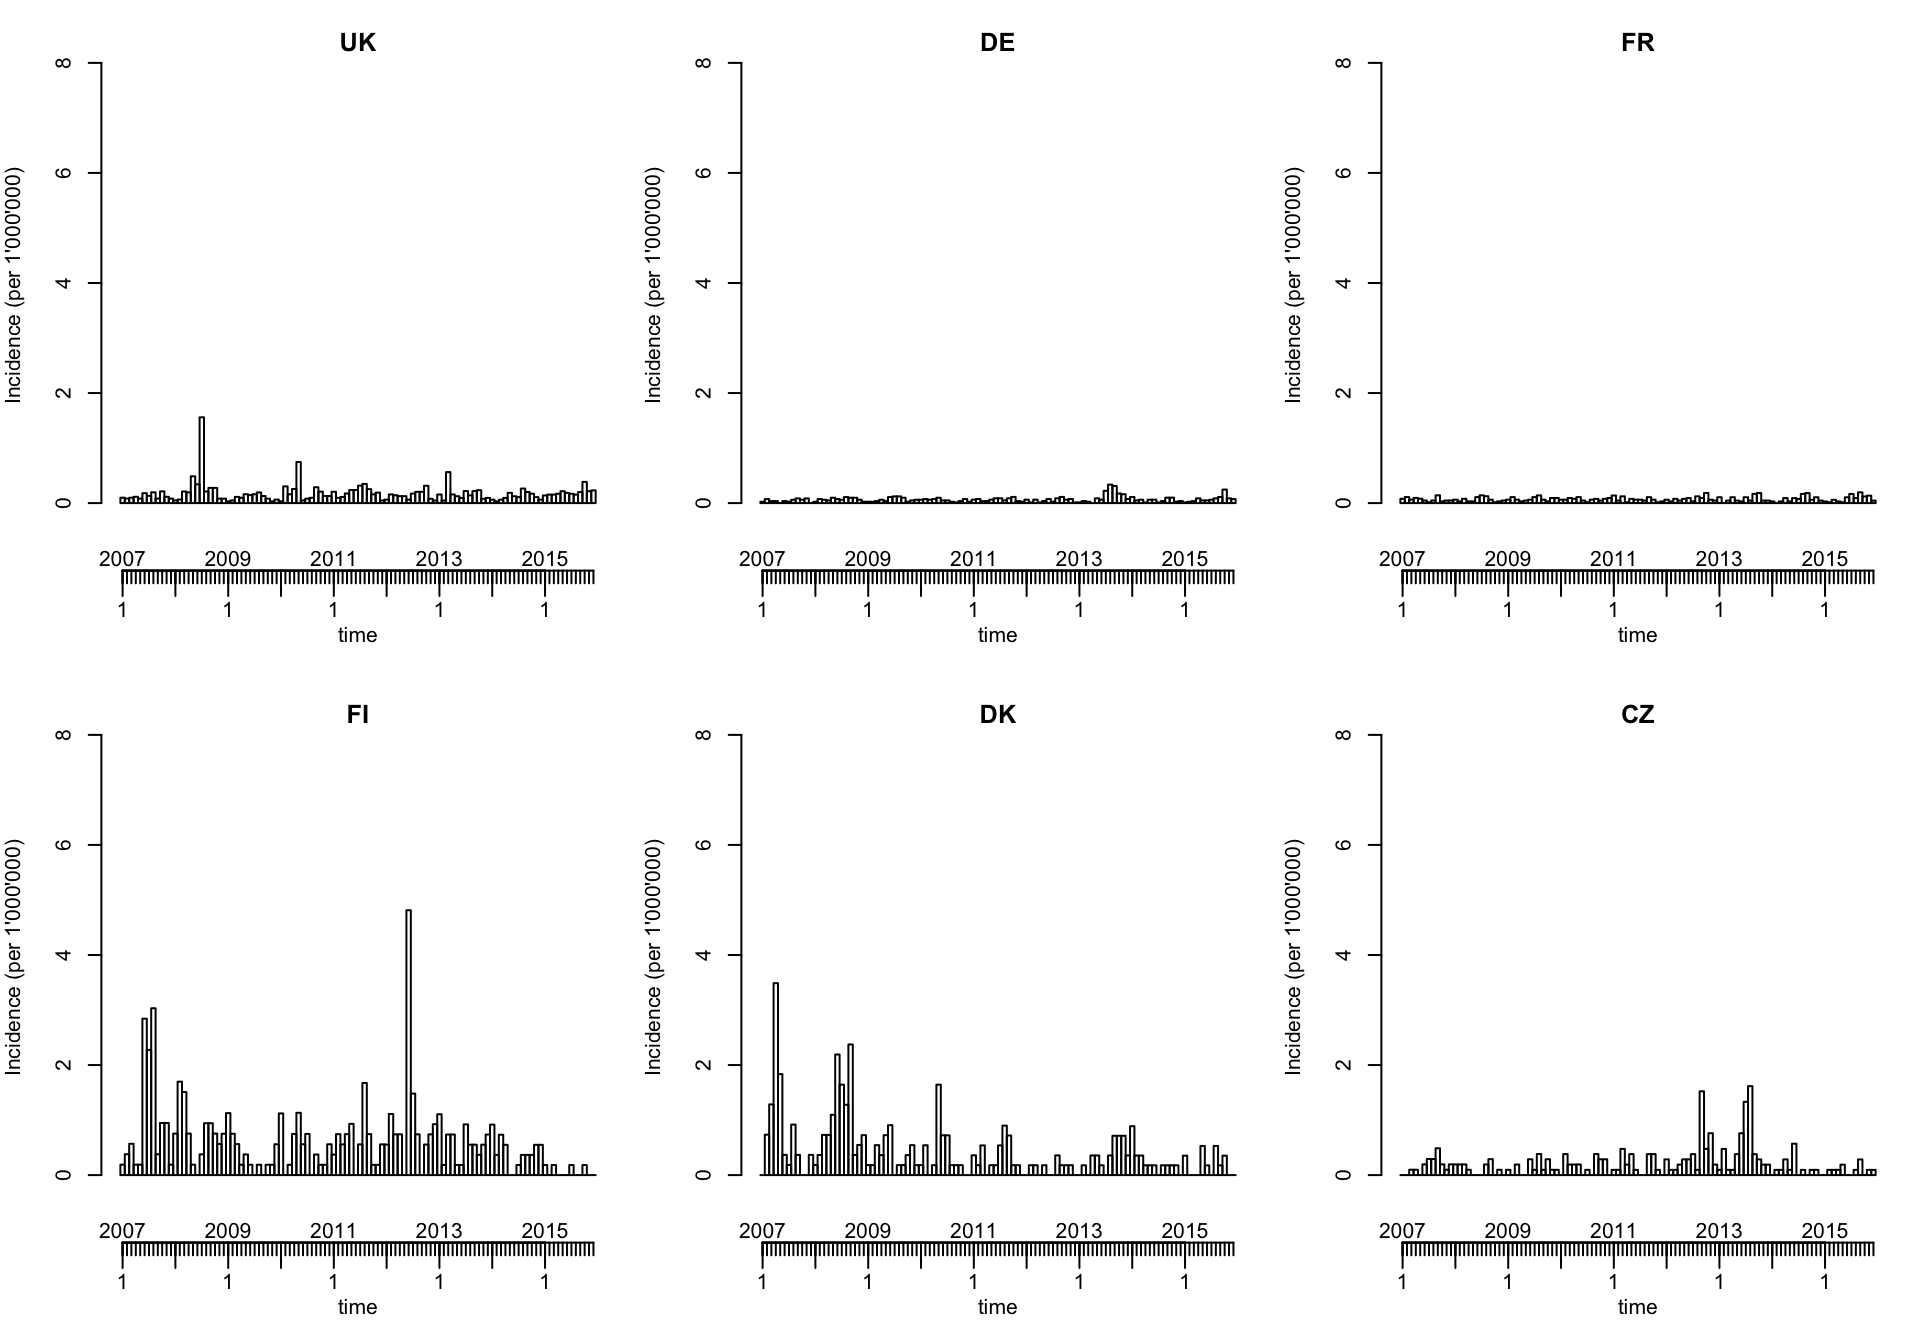 UK
Incidence (per 1'000'000)
0 2 4 6 8
2007 2009 2011 2013 2015
1 1 1 1 1
time
DE
Incidence (per 1'000'000)
0 2 4 6 8
2007 2009 2011 2013 2015
1 1 1 1 1
time
FR
Incidence (per 1'000'000)
0 2 4 6 8
2007 2009 2011 2013 2015
1 1 1 1 1
time
FI
Incidence (per 1'000'000)
0 2 4 6 8
2007 2009 2011 2013 2015
1 1 1 1 1
time
DK
Incidence (per 1'000'000)
0 2 4 6 8
2007 2009 2011 2013 2015
1 1 1 1 1
time
CZ
Incidence (per 1'000'000)
0 2 4 6 8
2007 2009 2011 2013 2015
1 1 1 1 1
time